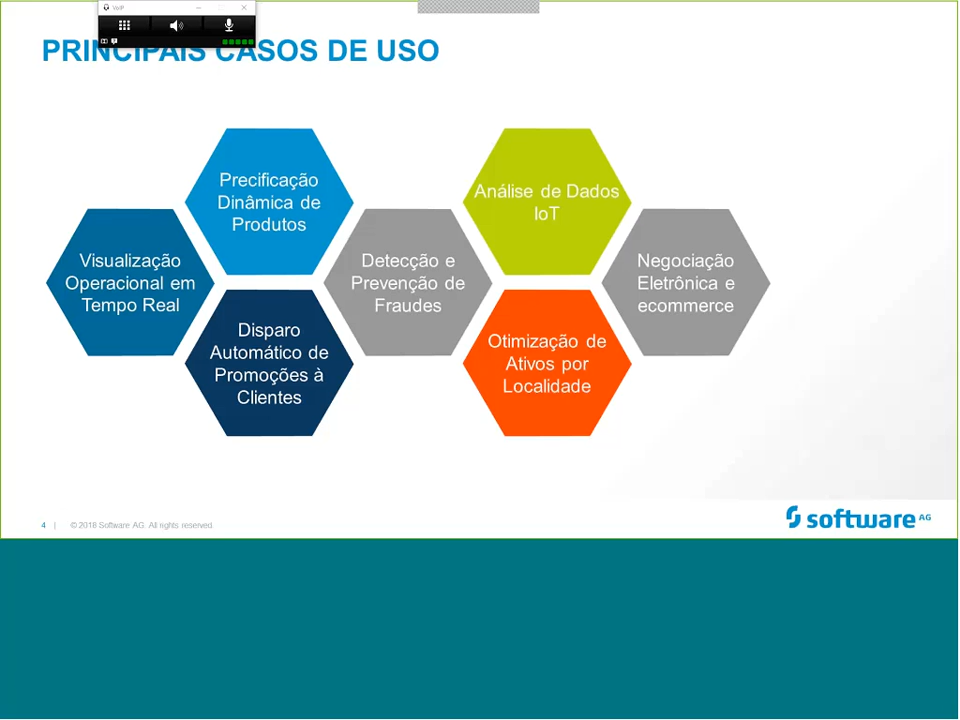 VoIP
PRINCIPAIS CASOS DE USO
Precificação
Dinâmica de
Produtos
Análise de Dados
IoT
Visualização
Operacional em
Tempo Real
Detecção e
Prevenção de
Fraudes
Negociação
Eletrônica e
ecommerce
Disparo
Automático de
Promoções à
Clientes
Otimização de
Ativos por
Localidade
4 | © 2018 Software AG. All rights reserved.
software AG